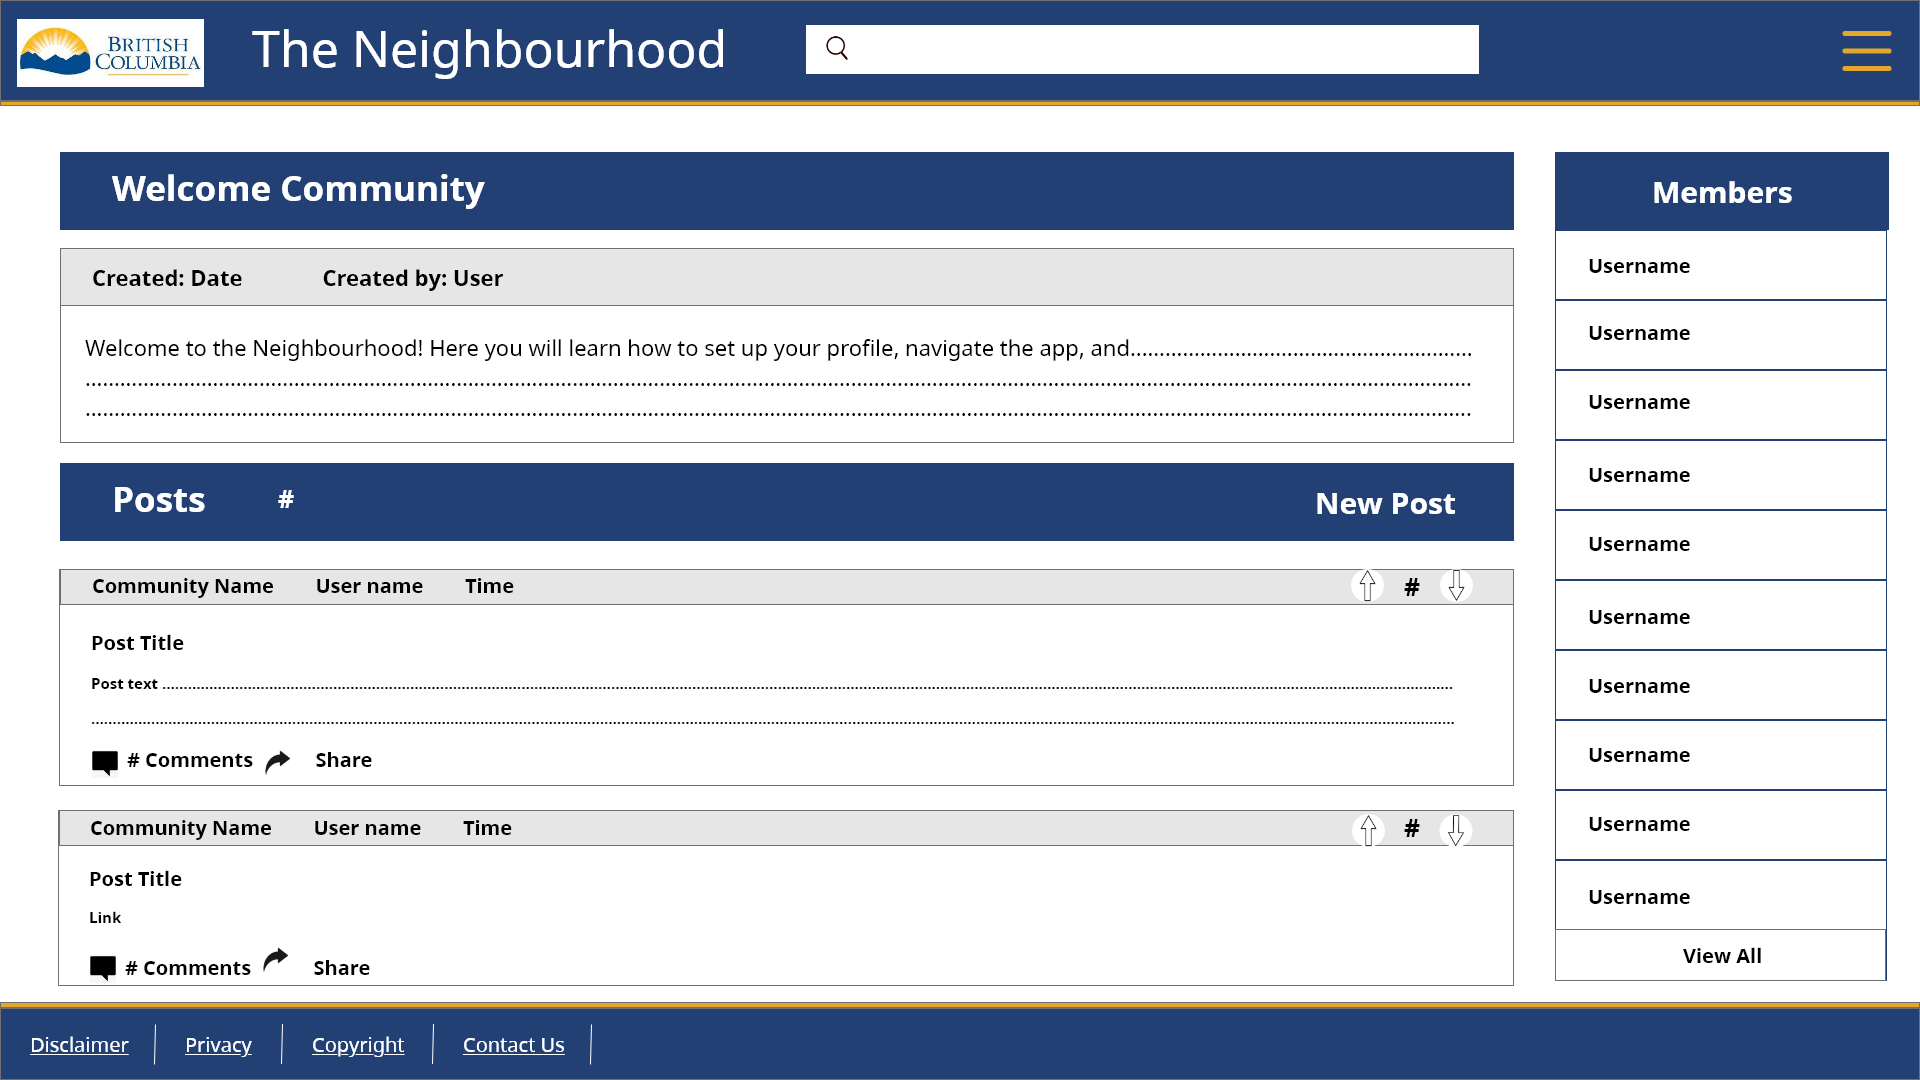 BRITISH
COLUMBIA
The Neighbourhood
Welcome Community
Created: Date Created by: User
Welcome to the Neighbourhood! Here you will learn how to set up your profile, navigate the app, and..........................................................
....................................................................................................................................................................................................................................
....................................................................................................................................................................................................................................
Posts # New Post
Community Name User name Time #
Post Title
Post text ..............................................................................................................................................................................................................
..............................................................................................................................................................................................................................
# Comments Share
Community Name User name Time #
Post Title
Link
# Comments Share
Members
Username
Username
Username
Username
Username
Username
Username
Username
Username
Username
View All
Disclaimer Privacy Copyright Contact Us